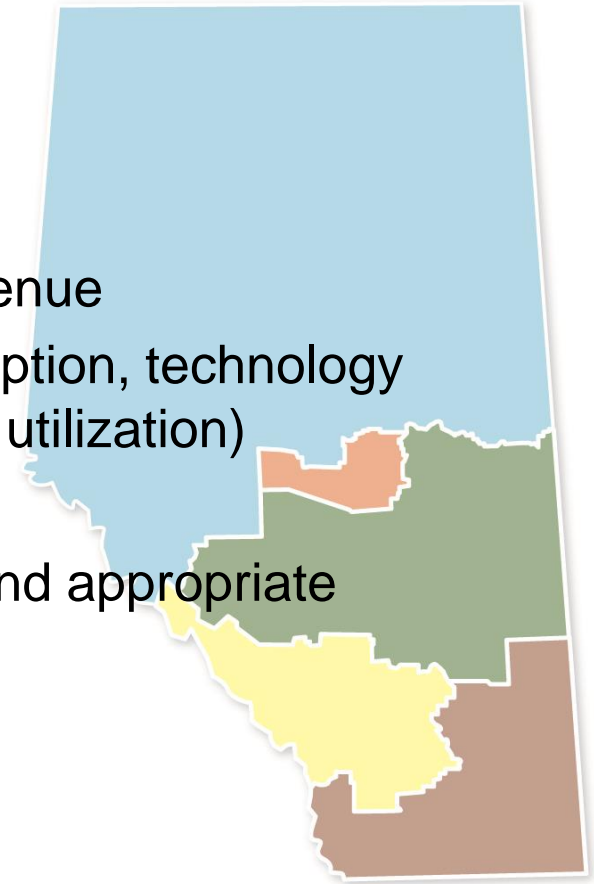 enue
ption, technology
utilization)
nd appropriate